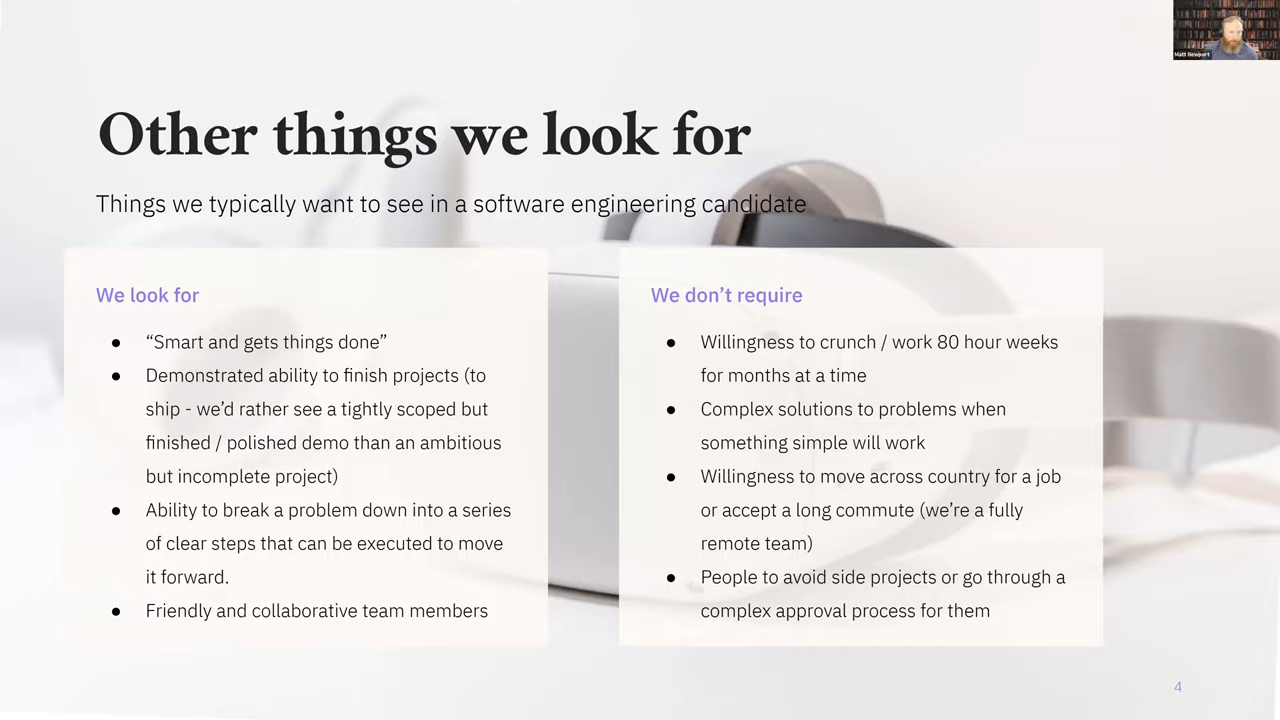 Matt Newport
Other things we look for
Things we typically want to see in a software engineering candidate
We look for
● “Smart and gets things done”
● Demonstrated ability to finish projects (to
ship - we’d rather see a tightly scoped but
finished / polished demo than an ambitious
but incomplete project)
● Ability to break a problem down into a series
of clear steps that can be executed to move
it forward.
● Friendly and collaborative team members
We don’t require
● Willingness to crunch / work 80 hour weeks
for months at a time
● Complex solutions to problems when
something simple will work
● Willingness to move across country for a job
or accept a long commute (we’re a fully
remote team)
● People to avoid side projects or go through a
complex approval process for them
4